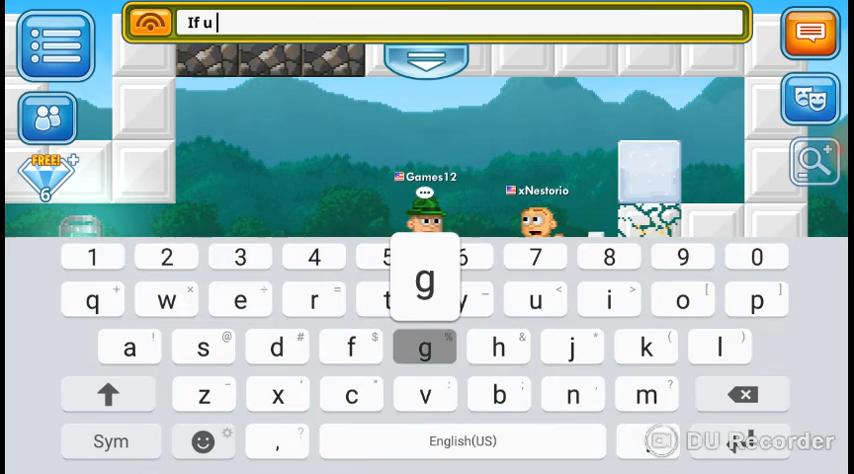 If u
FREE!
6
Games12
xNestorio
g
1 2 3 4 5 6 7 8 9 0
q w e r t y u i o p
a s d f g h j k l
z x c v b n m
Sym , English(US)
DU Recorder